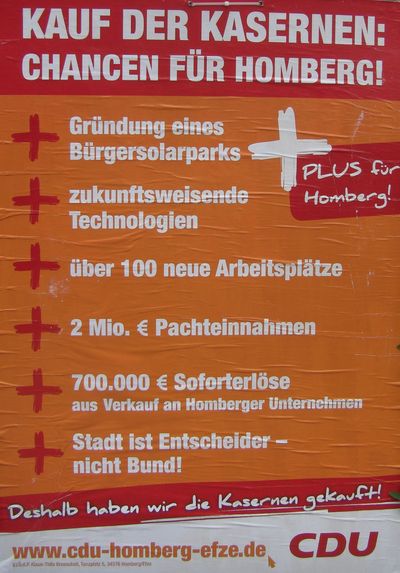 KAUF DER KASERNEN:
CHANCEN FÜR HOMBERG!
Gründung eines
Bürgersolarparks
PLUS für
Homberg!
zukunftsweisende
Technologien
über 100 neue Arbeitsplätze
2 Mio. € Pachteinnahmen
700.000 € Soforterlöse
aus Verkauf an Homberger Unternehmen
Stadt ist Entscheider –
nicht Bund!
Deshalb haben wir die Kasernen gekauft!
www.cdu-homberg-efze.de
CDU